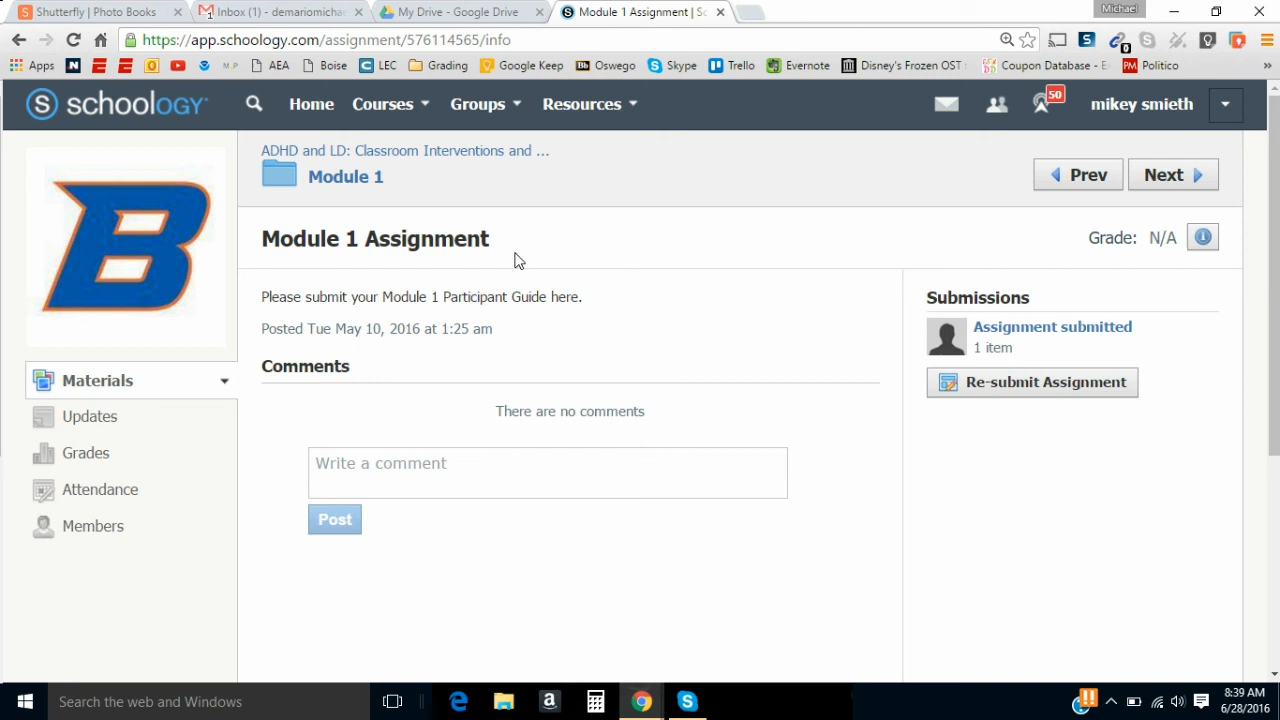 Shutterfly | Photo Books
Inbox (1) - demariomichae
My Drive - Google Drive
Module 1 Assignment | Sc
Michael
https://app.schoology.com/assignment/576114565/info
0
Apps
AEA
Boise
LEC
Grading
Google Keep
Oswego
Skype
Trello
Evernote
Disney's Frozen OST
Coupon Database - E
Politico
»
S schoology
Home
Courses
Groups
Resources
50
mikey smieth
ADHD and LD: Classroom Interventions and ...
Module 1
Prev
Next
B
Module 1 Assignment
Grade: N/A
Please submit your Module 1 Participant Guide here.
Posted Tue May 10, 2016 at 1:25 am
Submissions
Assignment submitted
1 item
Re-submit Assignment
Comments
There are no comments
Write a comment
Post
Materials
Updates
Grades
Attendance
Members
Search the web and Windows
8:39 AM
6/28/2016